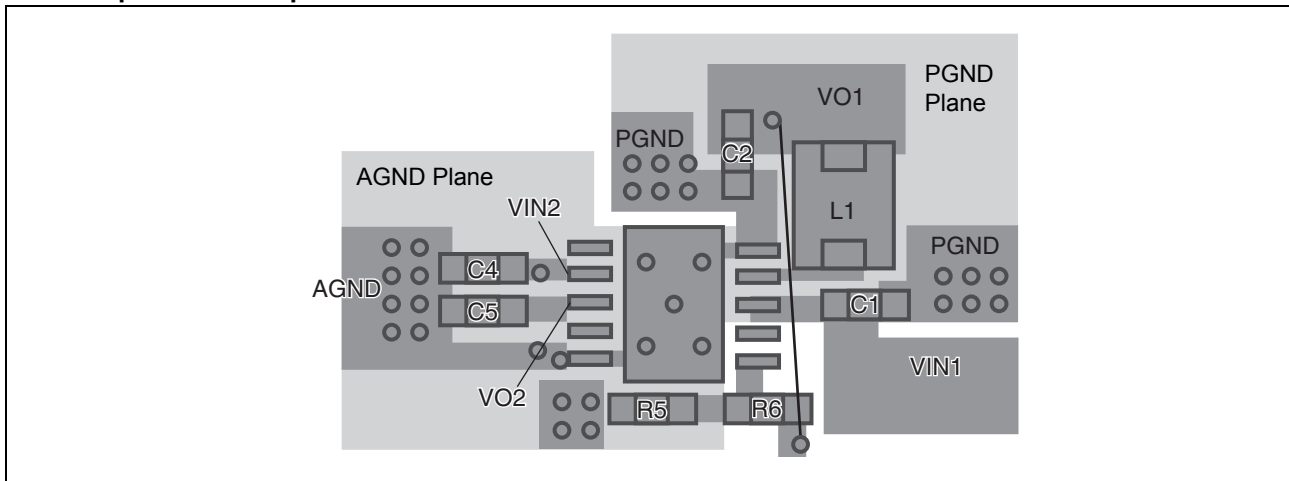 PGND
Plane
VO1
PGND
C2
AGND Plane
VIN2
L1
PGND
C4
AGND
C5
C1
VIN1
VO2
R5
R6